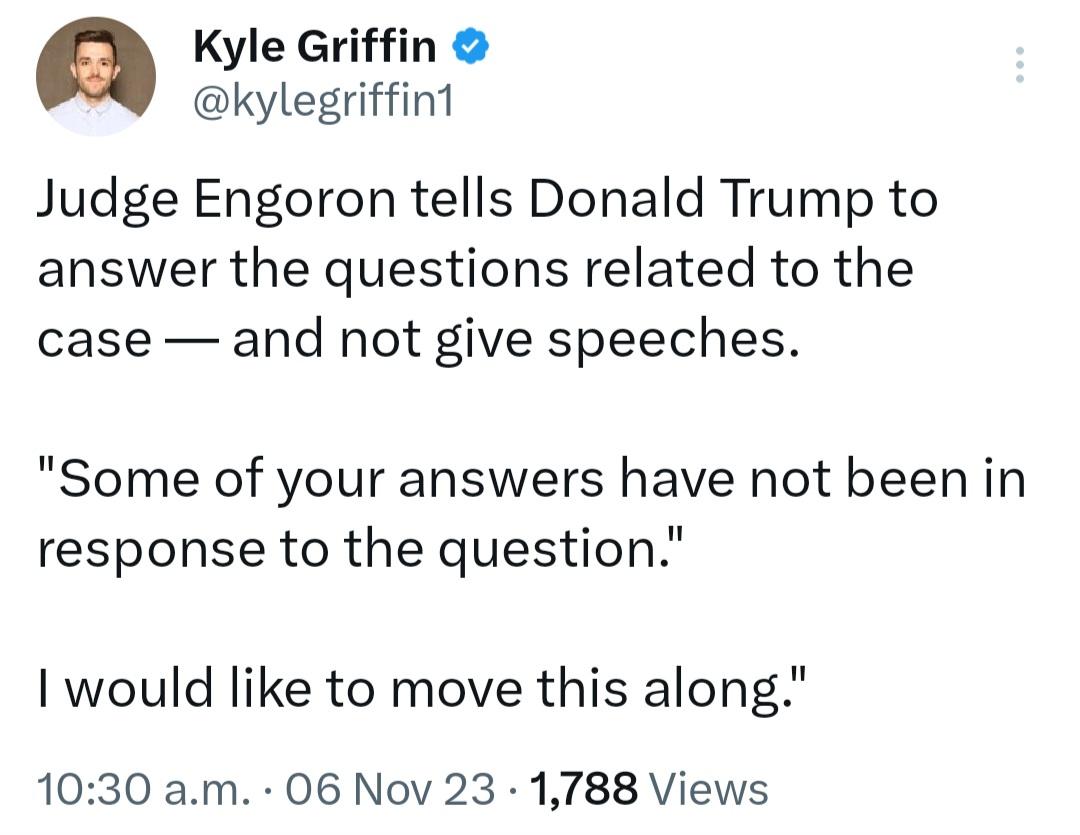 Kyle Griffin
@kylegriffin1
Judge Engoron tells Donald Trump to
answer the questions related to the
case — and not give speeches.
"Some of your answers have not been in
response to the question."
I would like to move this along."
10:30 a.m. · 06 Nov 23 · 1,788 Views